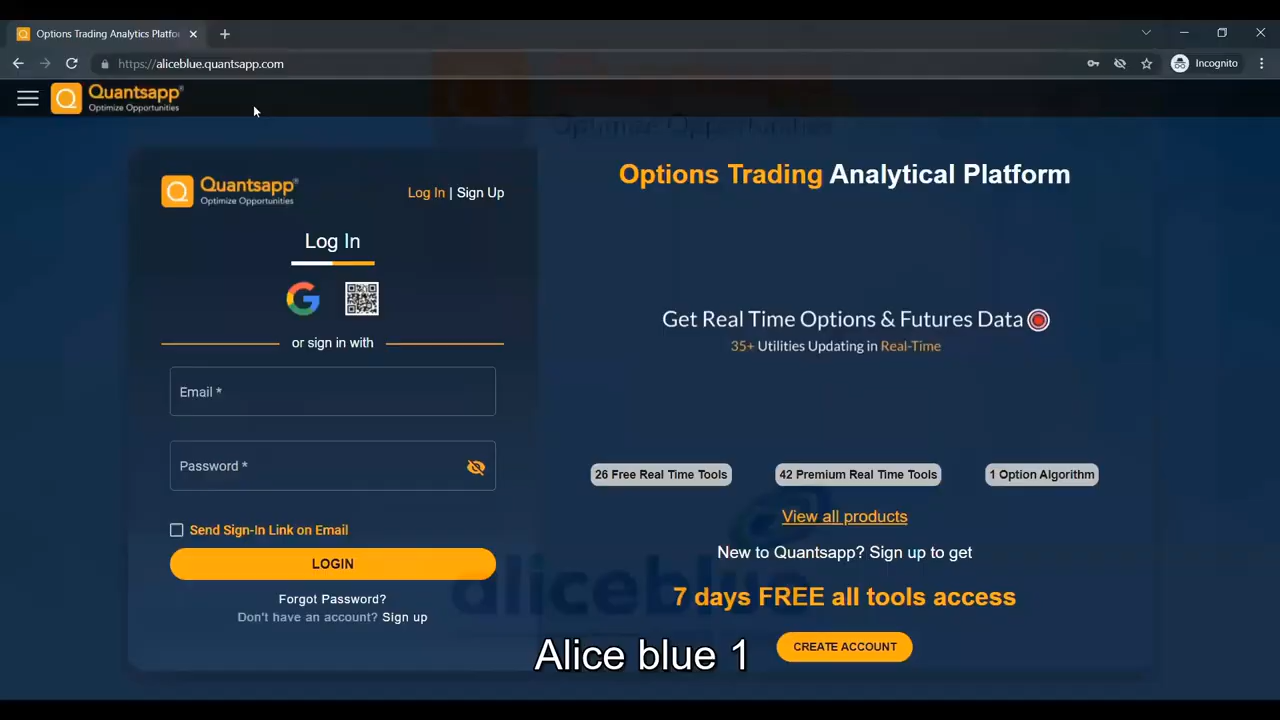 Options Trading Analytics Platfo
https://aliceblue.quantsapp.com
Incognito
Quantsapp®
Optimize Opportunities
Optimize Opportunities
Quantsapp®
Optimize Opportunities
Log In | Sign Up
Log In
or sign in with
Email *
Password *
Send Sign-In Link on Email
LOGIN
Forgot Password?
Don't have an account? Sign up
Options Trading Analytical Platform
Get Real Time Options & Futures Data
35+ Utilities Updating in Real-Time
26 Free Real Time Tools
42 Premium Real Time Tools
1 Option Algorithm
View all products
New to Quantsapp? Sign up to get
aliceblue
7 days FREE all tools access
CREATE ACCOUNT
Alice blue 1